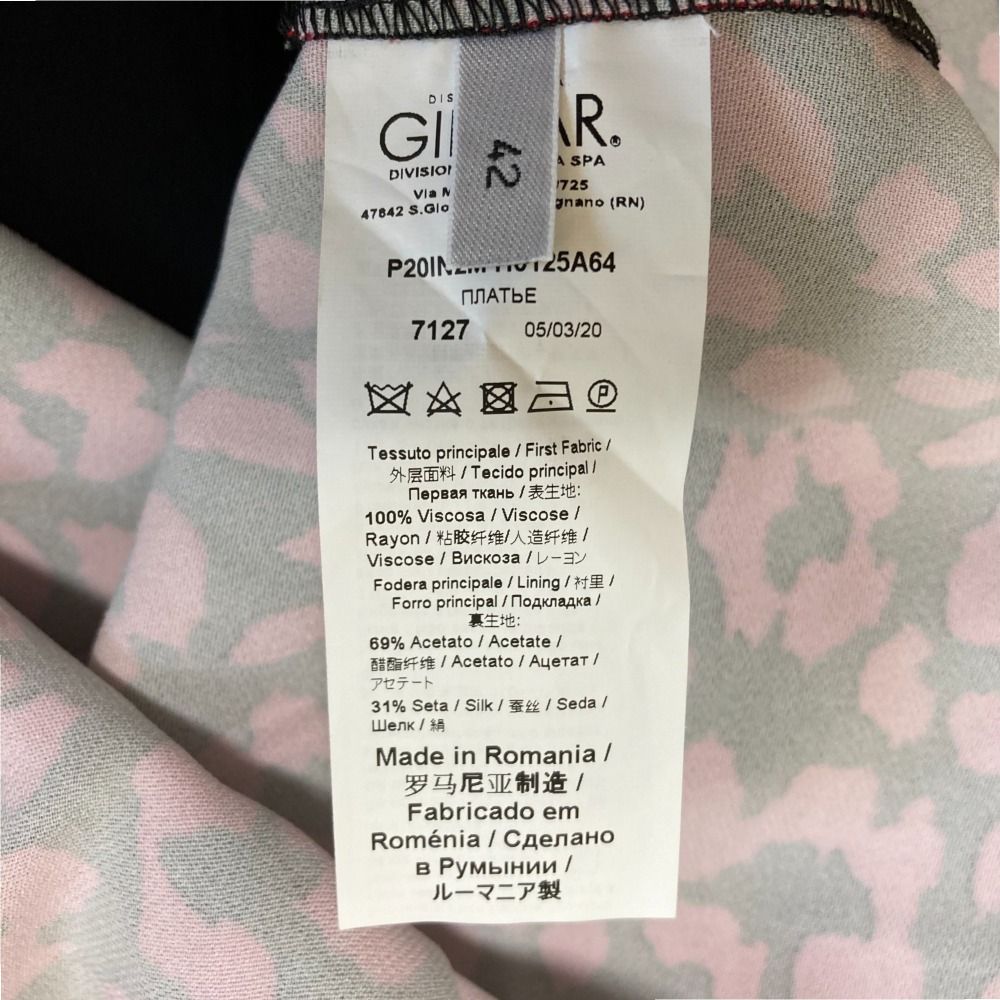 42
DIVISION
SPA
/725
47842 S.Gio
gnano (RN)
ПЛАТЬЕ
7127 05/03/20
P
Tessuto principale / First Fabric /
外层面料 / Tecido principal /
Первая ткань / 表生地:
100% Viscosa / Viscose /
Rayon / 粘胶纤维/人造纤维 /
Viscose / Вискоза / レーヨン
Fodera principale / Lining / 衬里 /
Forro principal / Подкладка /
裏生地:
69% Acetato / Acetate /
醋酯纤维 / Acetato / Ацетат /
アセテート
31% Seta / Silk / 蚕丝 / Seda /
Шелк / 絹
Made in Romania /
罗马尼亚制造 /
Fabricado em
Roménia / Сделано
в Румынии /
ルーマニア製